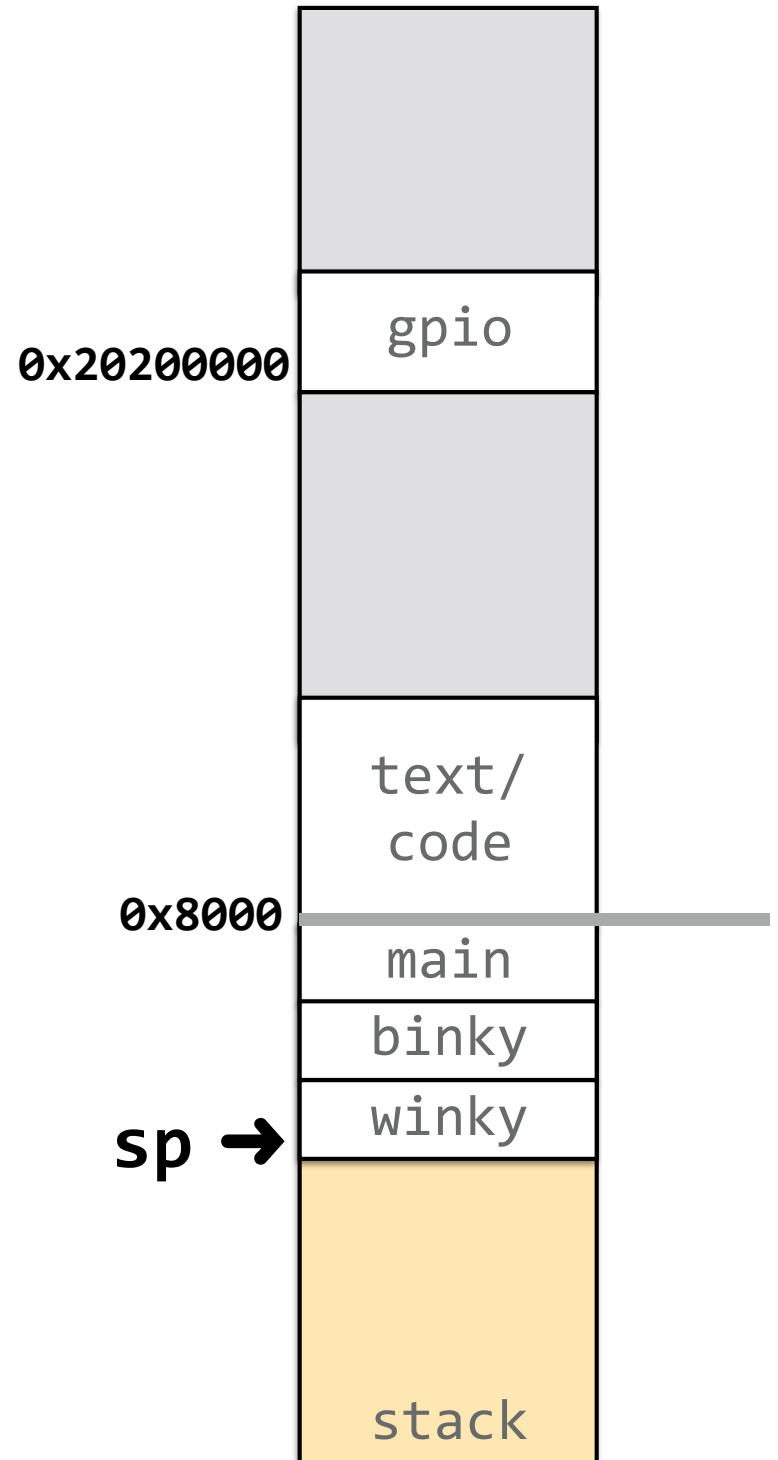 gpio
0x20200000
text/
code
0x8000
main
binky
winky
sp
stack